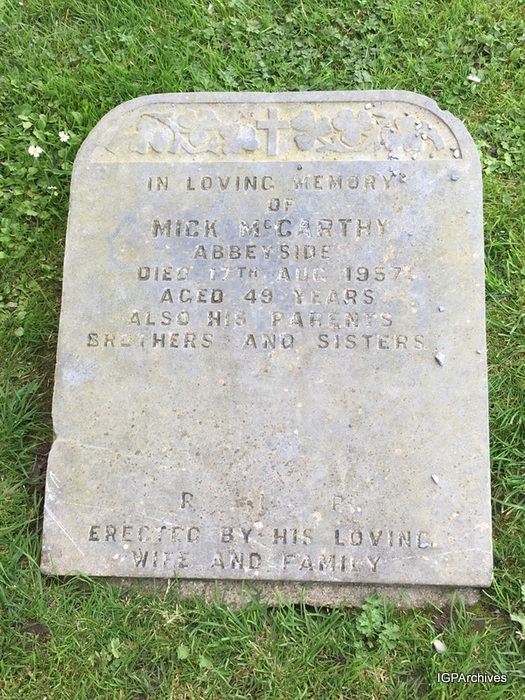 IN LOVING MEMORY
OF
MICK McCARTHY
ABBEYSIDE
DIED 17TH AUG 1957
AGED 49 YEARS
ALSO HIS PARENTS
BROTHERS AND SISTERS
R I P
ERECTED BY HIS LOVING
WIFE AND FAMILY
IGPArchives